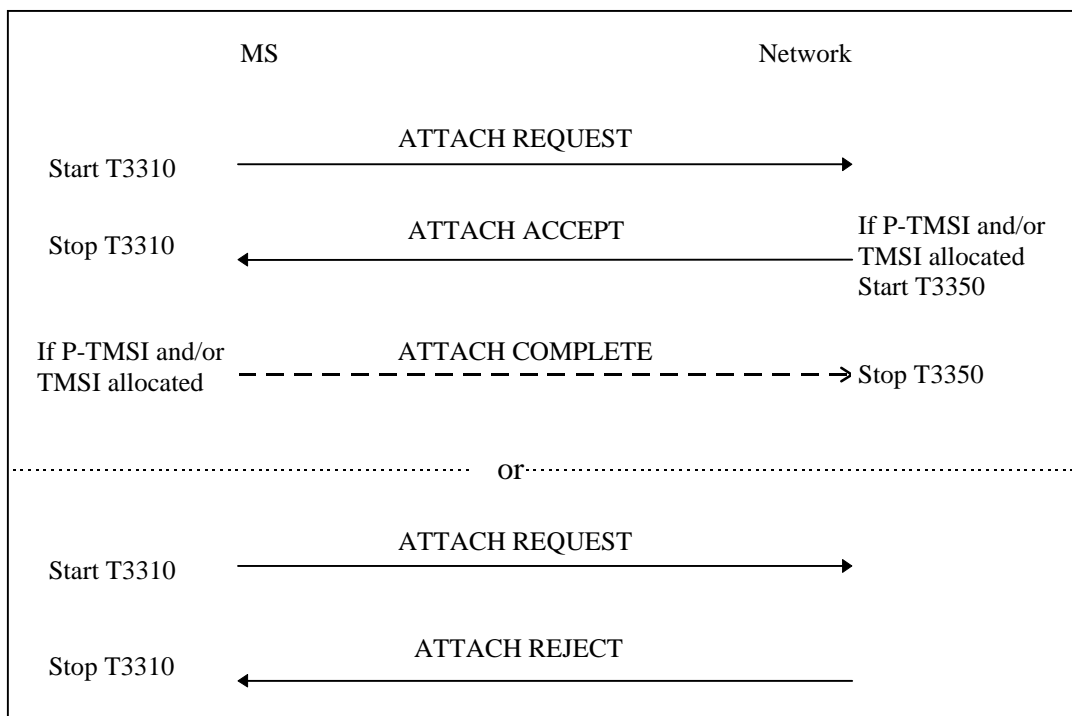 MS
Network
ATTACH REQUEST
Start T3310
ATTACH ACCEPT
Stop T3310
If P-TMSI and/or
TMSI allocated
Start T3350
If P-TMSI and/or
TMSI allocated
ATTACH COMPLETE
Stop T3350
or
ATTACH REQUEST
Start T3310
ATTACH REJECT
Stop T3310